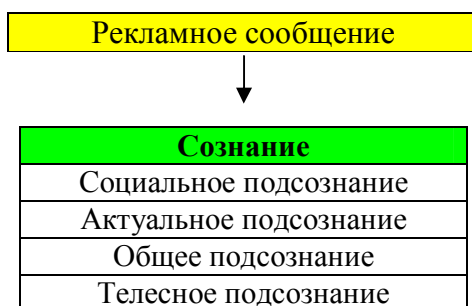 Рекламное сообщение
Сознание
Социальное подсознание
Актуальное подсознание
Общее подсознание
Телесное подсознание